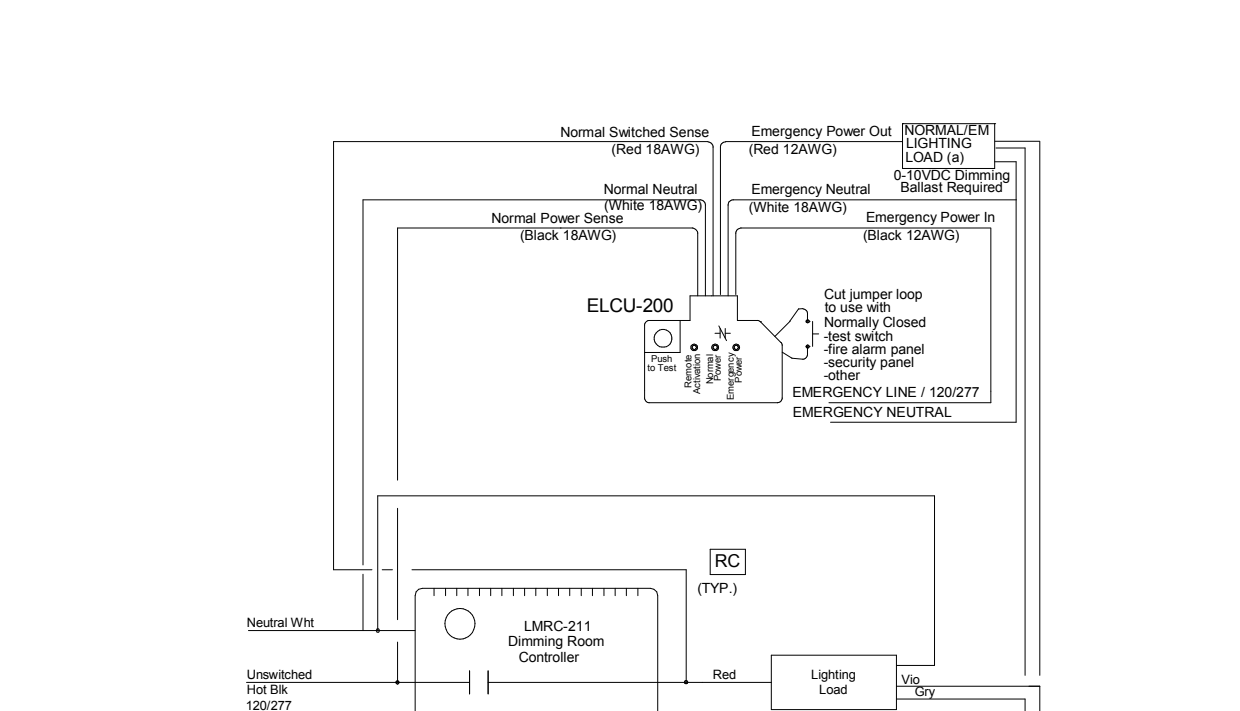 Normal Switched Sense
(Red 18AWG)
Emergency Power Out
(Red 12AWG)
NORMAL/EM
LIGHTING
LOAD (a)
0-10VDC Dimming
Ballast Required
Normal Neutral
(White 18AWG)
Emergency Neutral
(White 18AWG)
Normal Power Sense
(Black 18AWG)
Emergency Power In
(Black 12AWG)
ELCU-200
Push
to Test
Remote
Activation
Normal
Power
Emergency
Power
Cut jumper loop
to use with
Normally Closed
-test switch
-fire alarm panel
-security panel
-other
EMERGENCY LINE / 120/277
EMERGENCY NEUTRAL
RC
(TYP.)
Neutral Wht
LMRC-211
Dimming Room
Controller
Unswitched
Hot Blk
120/277
Red
Lighting
Load
Vio
Gry